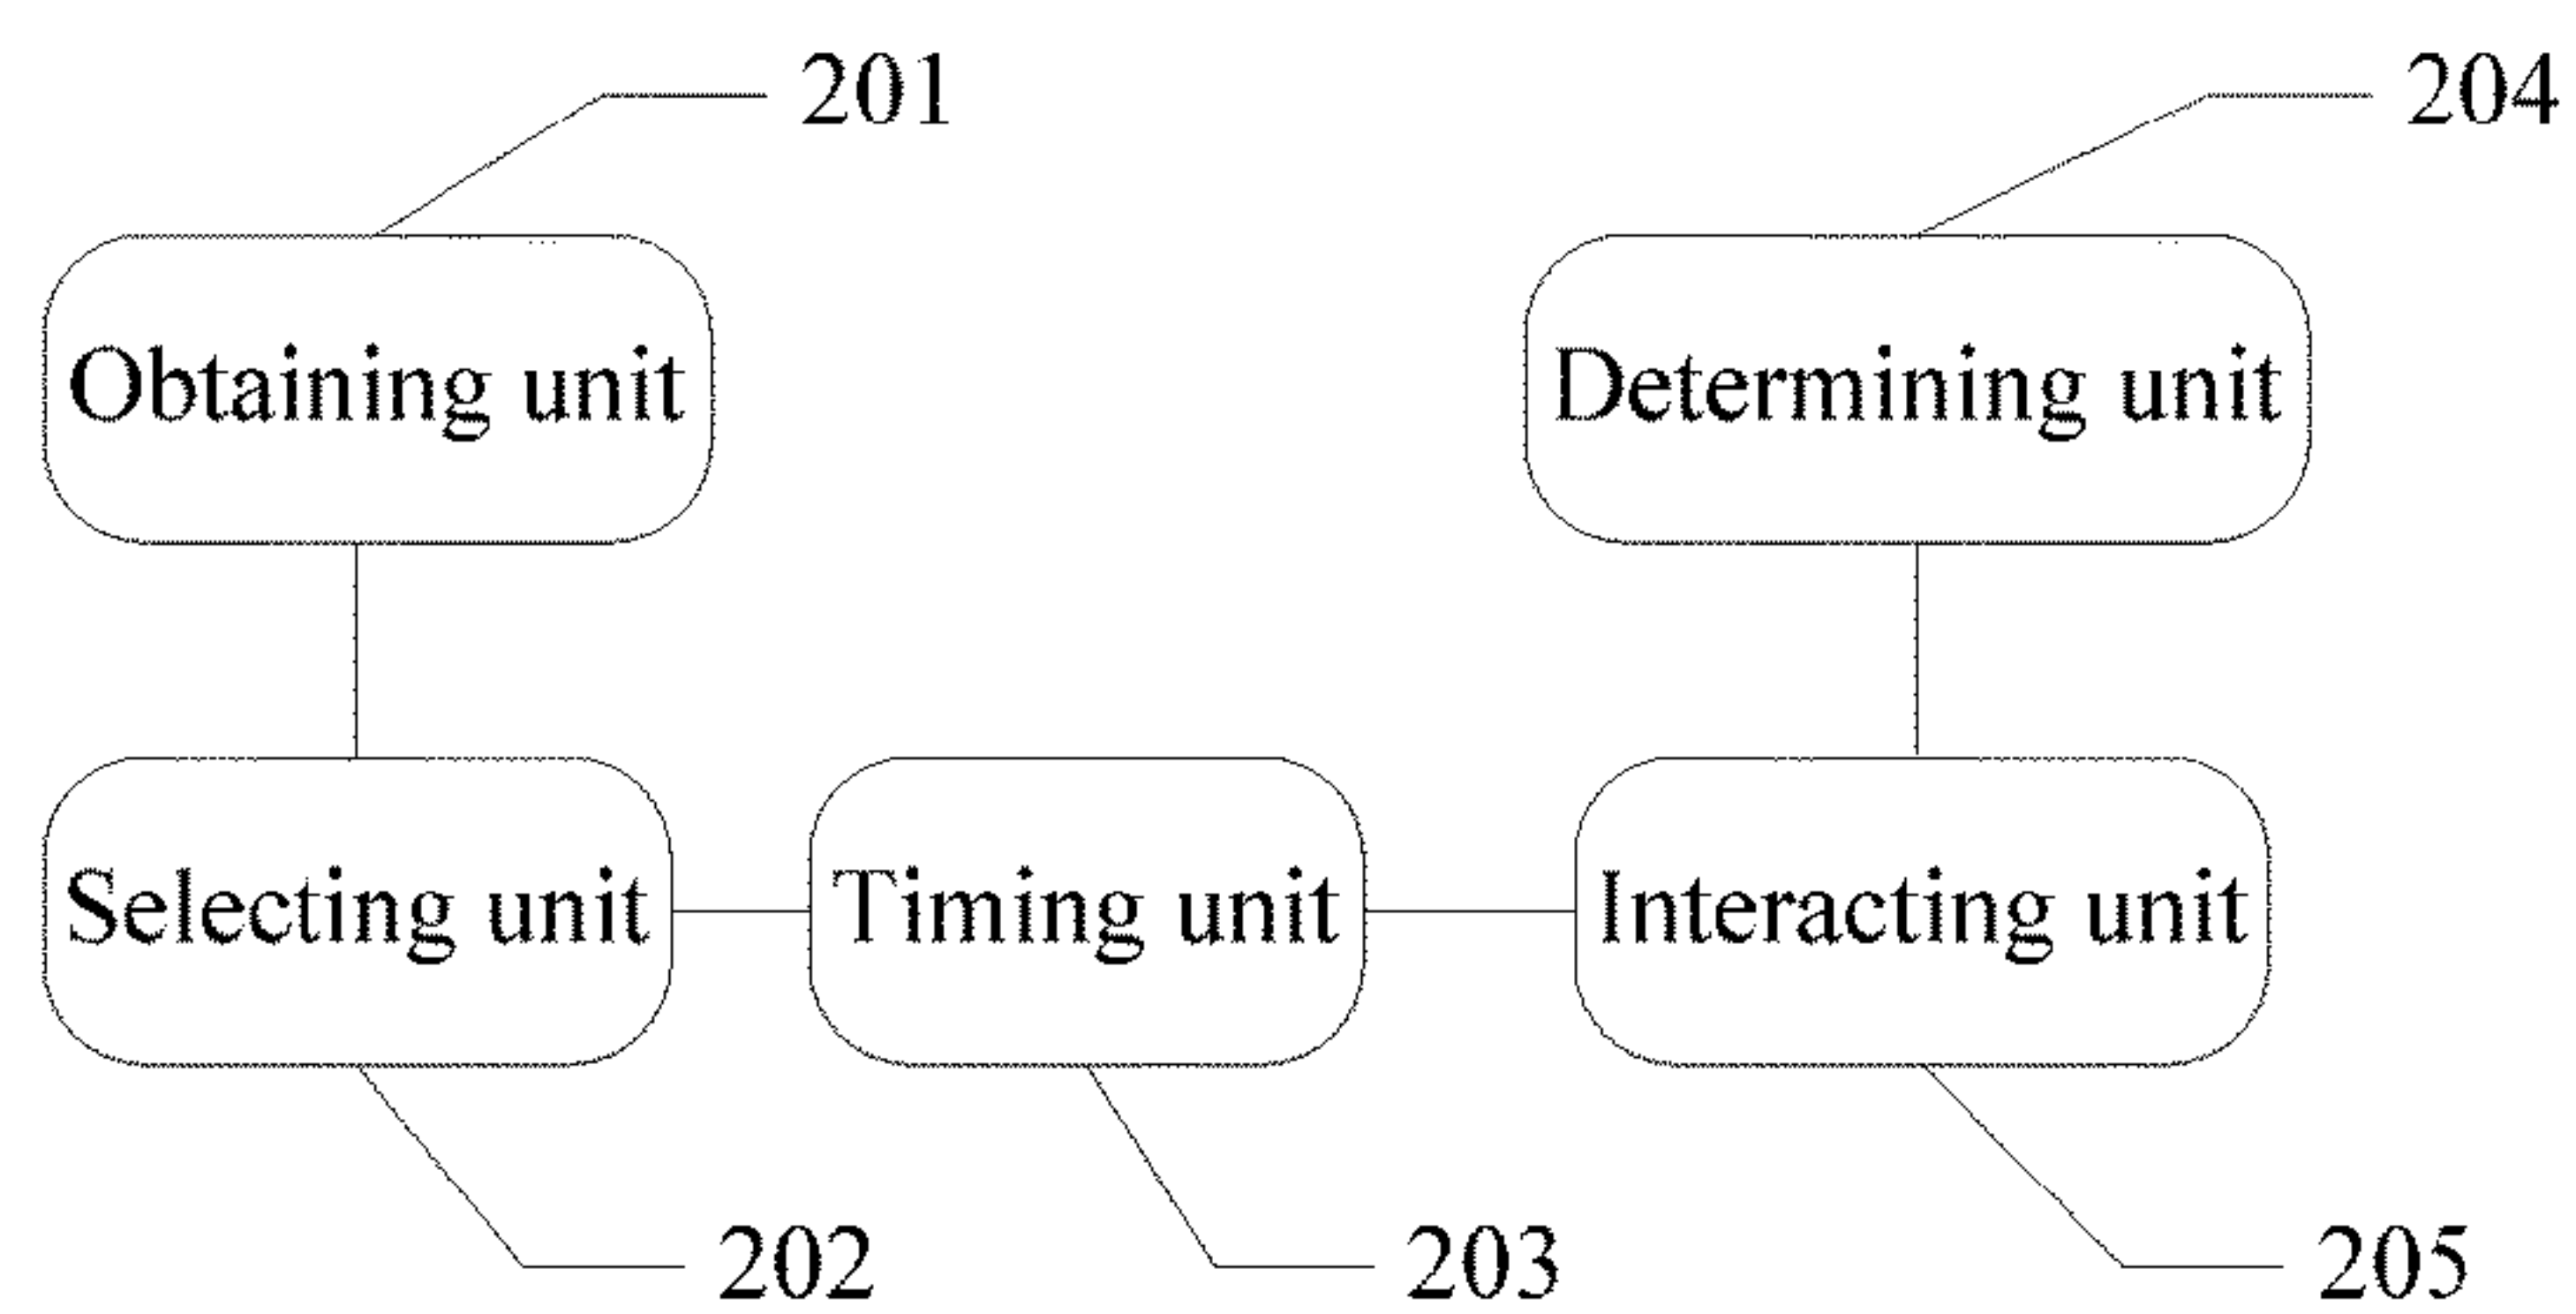 201
204
Obtaining unit
Determining unit
Selecting unit
Timing unit
Interacting unit
202
203
205